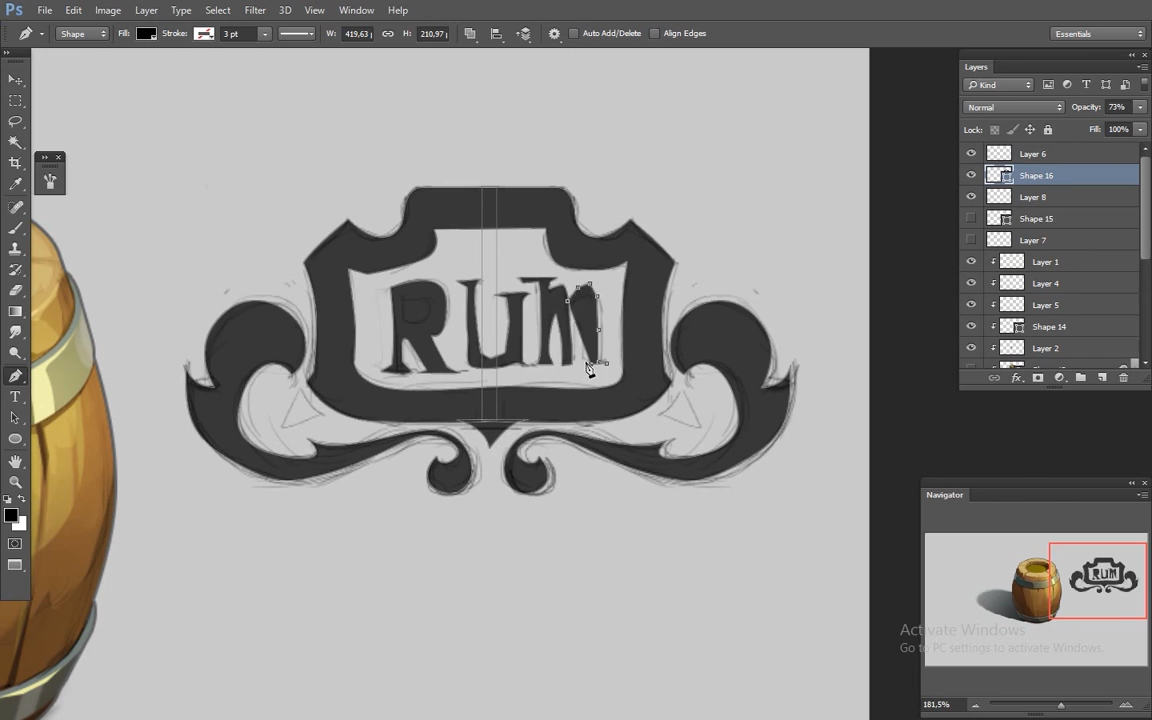 Ps File Edit Image Layer Type Select Filter 3D View Window Help
Shape Fill: Stroke: 3 pt W: 419,63 H: 210,97 Auto Add/Delete Align Edges Essentials
Layers
Kind
Normal Opacity: 73%
Lock: Fill: 100%
Layer 6
Shape 16
Layer 8
Shape 15
Layer 7
Layer 1
Layer 4
Layer 5
Shape 14
Layer 2
RUm
Navigator
RUm
Activate Windows
Go to PC settings to activate Windows.
181,5%